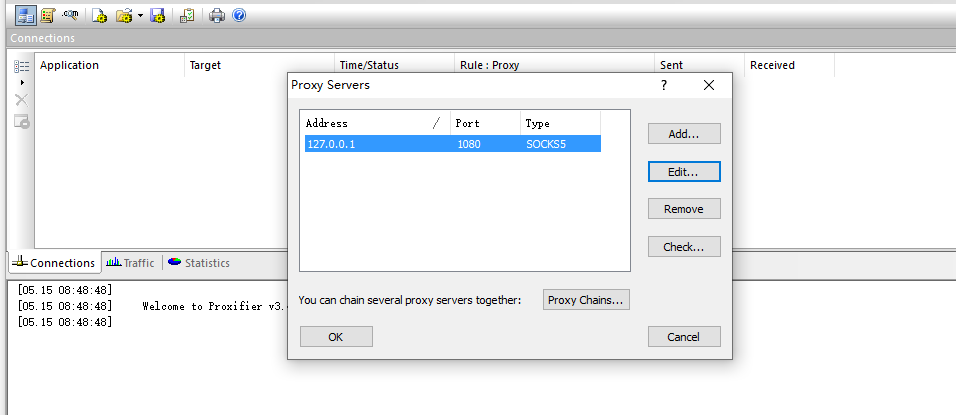 .com
Connections
Application Target Time/Status Rule : Proxy Sent Received
Proxy Servers
Address Port Type
127.0.0.1 1080 SOCKS5
Add...
Edit...
Remove
Check...
You can chain several proxy servers together: Proxy Chains...
OK Cancel
Connections Traffic Statistics
[05.15 08:48:48]
[05.15 08:48:48] Welcome to Proxifier v3.
[05.15 08:48:48]